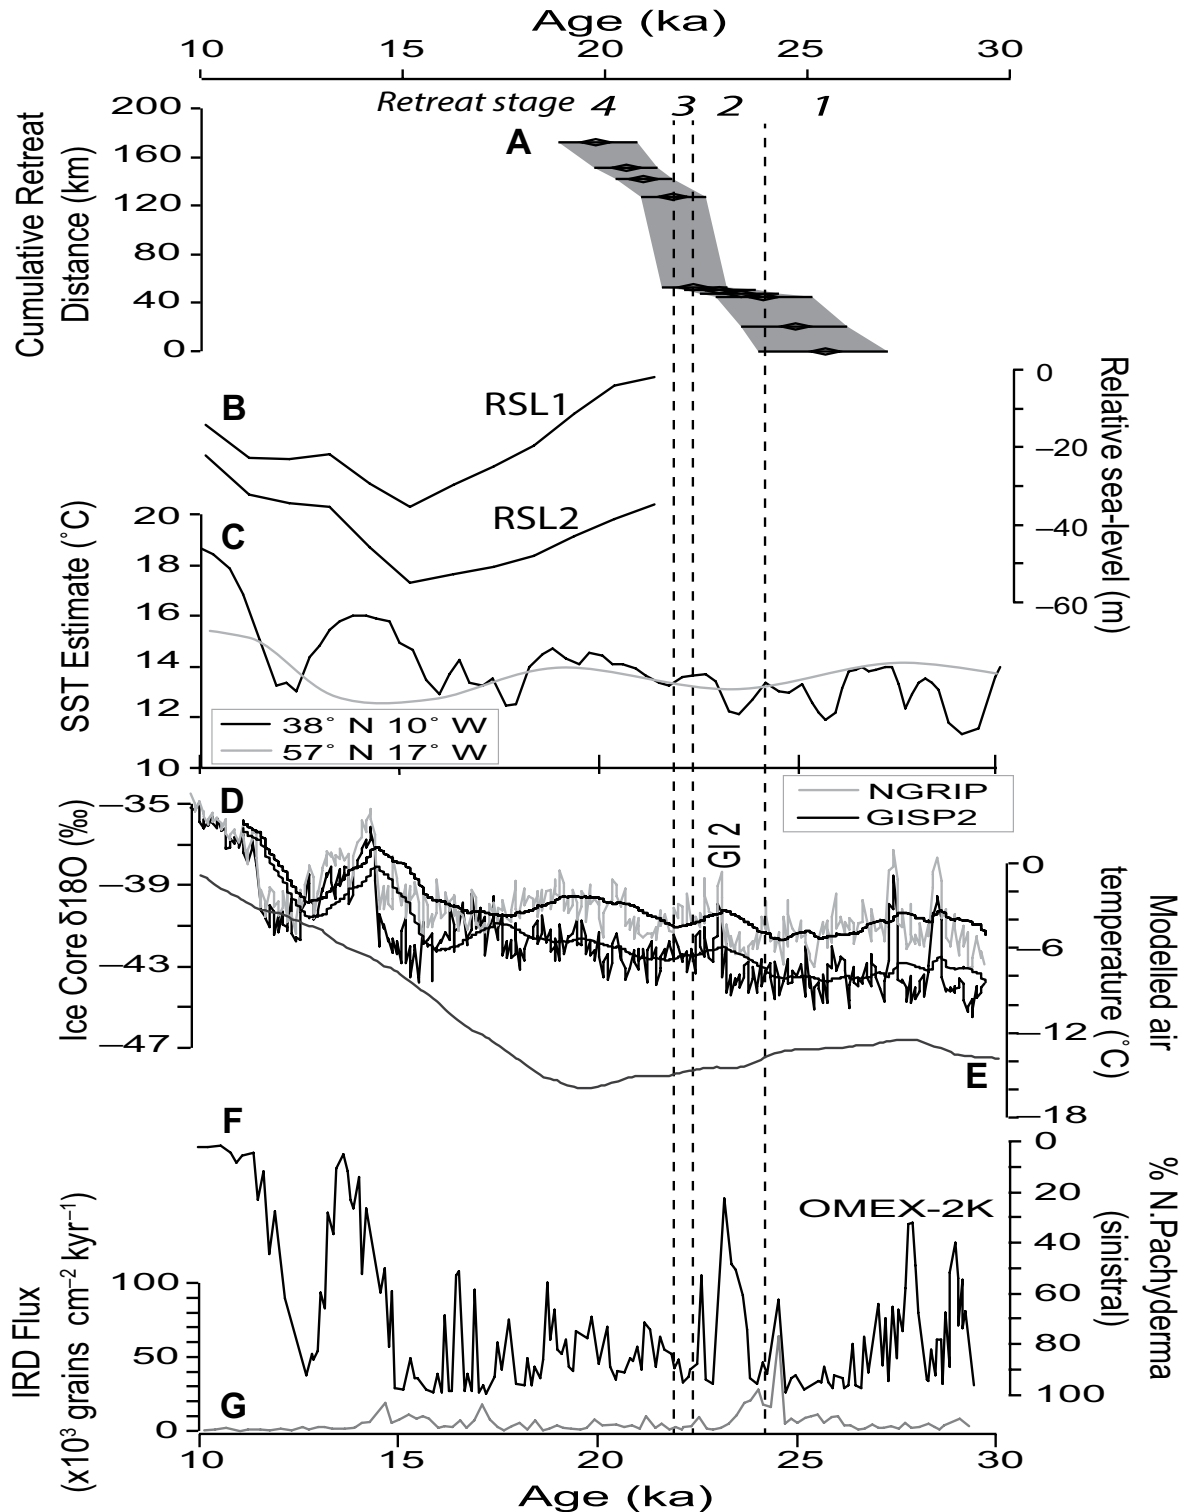 Age (ka)
10 15 20 25 30
Retreat stage 4 3 2 1
A
Cumulative Retreat
Distance (km)
200
160
120
80
40
0
B
RSL1
RSL2
Relative sea-level (m)
0
−20
−40
−60
C
SST Estimate (˚C)
20
18
16
14
12
10
38˚ N 10˚ W
57˚ N 17˚ W
NGRIP
GISP2
D
GI 2
Ice Core δ18O (‰)
−35
−39
−43
−47
Modelled air
temperature (˚C)
0
−6
−12
−18
E
F
OMEX-2K
% N.Pachyderma
(sinistral)
0
20
40
60
80
100
IRD Flux
(x10³ grains cm⁻² kyr⁻¹)
100
50
0
G
10 15 20 25 30
Age (ka)